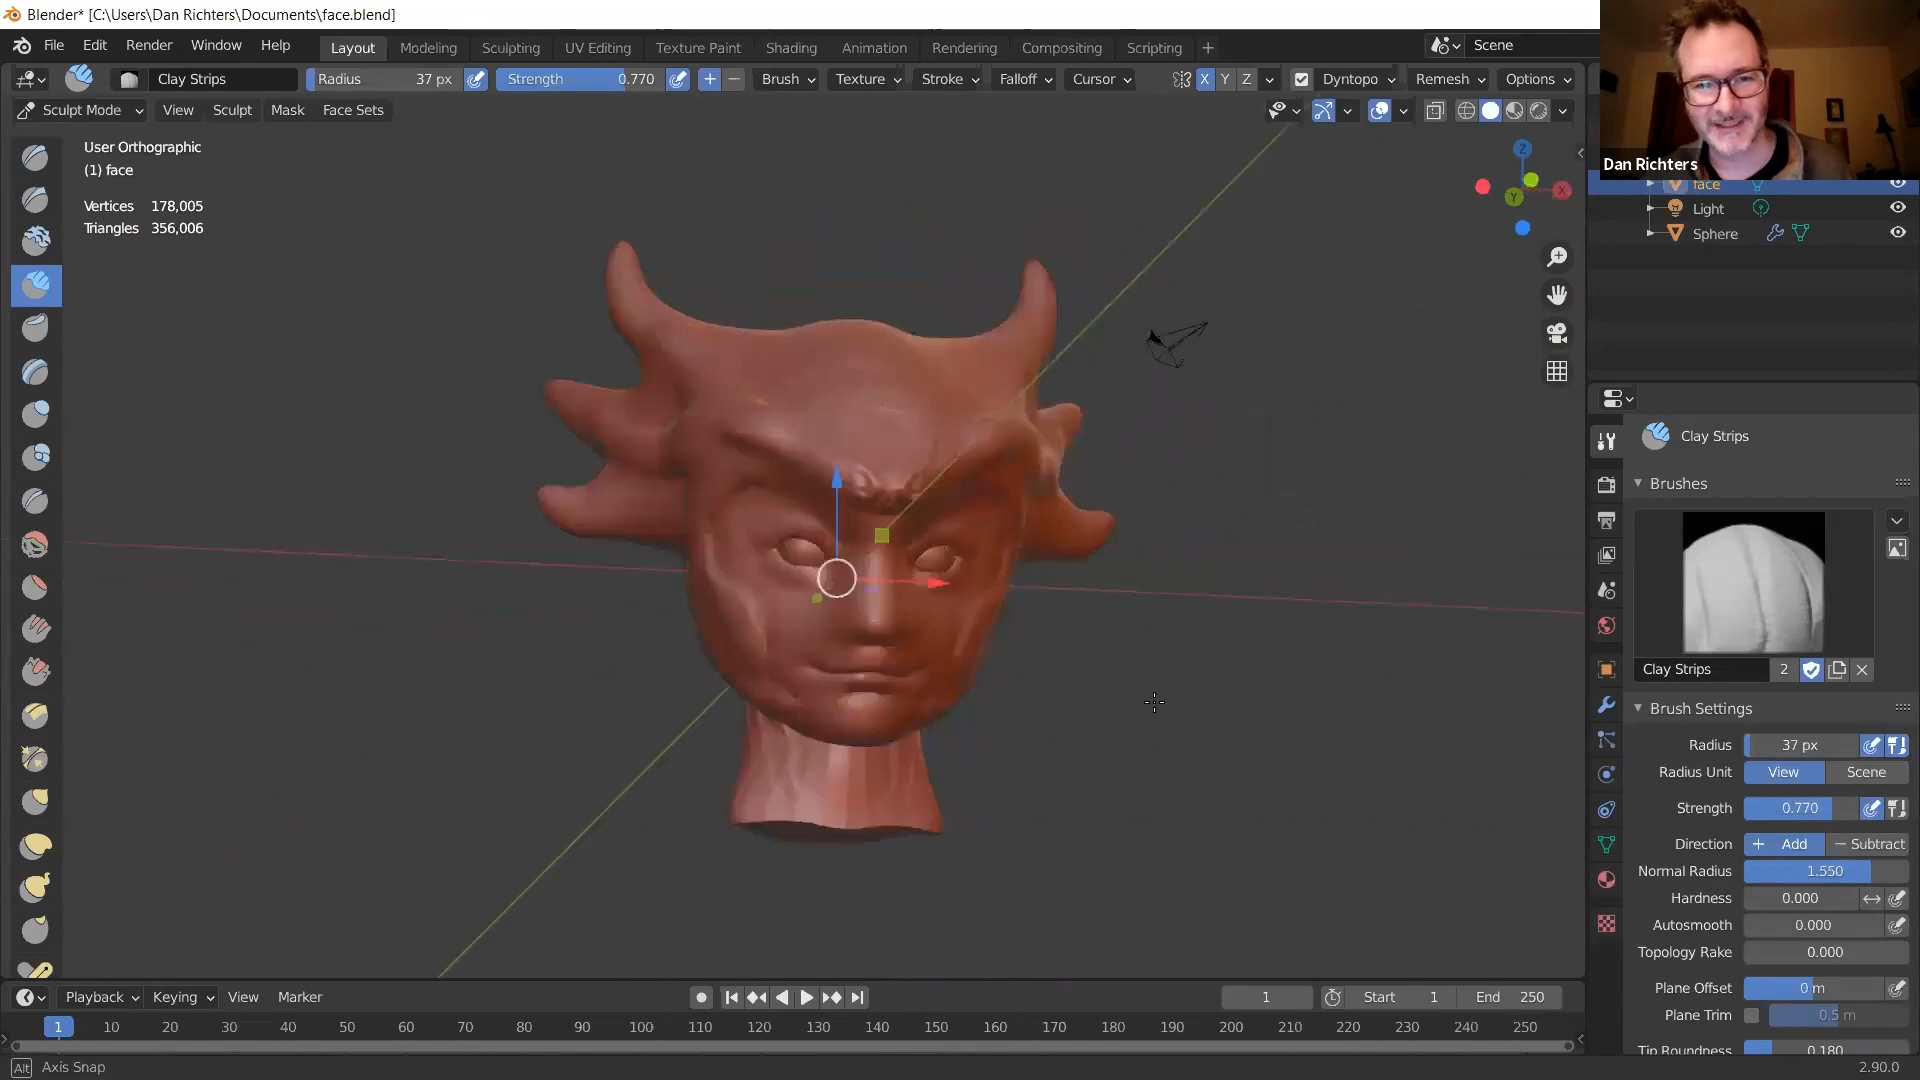 Blender* [C:\Users\Dan Richters\Documents\face.blend]
File Edit Render Window Help Layout Modeling Sculpting UV Editing Texture Paint Shading Animation Rendering Compositing Scripting + Scene
Clay Strips Radius 37 px Strength 0.770 Brush Texture Stroke Falloff Cursor X Y Z Dyntopo Remesh Options
Sculpt Mode View Sculpt Mask Face Sets
User Orthographic
(1) face
Vertices 178,005
Triangles 356,006
Z
X
Y
Dan Richters
face
Light
Sphere
Clay Strips
Brushes
Clay Strips 2
Brush Settings
Radius 37 px
Radius Unit View Scene
Strength 0.770
Direction + Add − Subtract
Normal Radius 1.550
Hardness 0.000
Autosmooth 0.000
Topology Rake 0.000
Plane Offset 0 m
Plane Trim 0.5 m
Tip Roundness 0.180
Playback Keying View Marker 1 Start 1 End 250
1 10 20 30 40 50 60 70 80 90 100 110 120 130 140 150 160 170 180 190 200 210 220 230 240 250
Alt Axis Snap 2.90.0